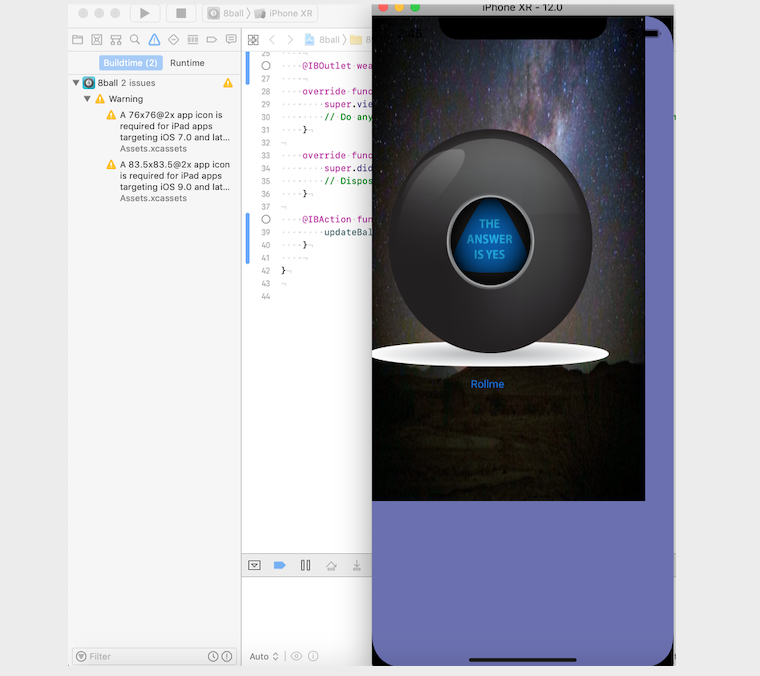 8ball 〉 iPhone XR
iPhone XR - 12.0
8ball 〉
Buildtime (2) Runtime
8ball 2 issues
Warning
A 76x76@2x app icon is
required for iPad apps
targeting iOS 7.0 and lat...
Assets.xcassets
A 83.5x83.5@2x app icon
is required for iPad apps
targeting iOS 9.0 and lat...
Assets.xcassets
@IBOutlet wea
27
28 override func
29 super.vie
30 // Do any
31 }
32
33 override func
34 super.did
35 // Dispos
36 }
37
@IBAction fun
39 updateBal
40 }
41
42 }
43
44
THE
ANSWER
IS YES
Rollme
Filter
Auto